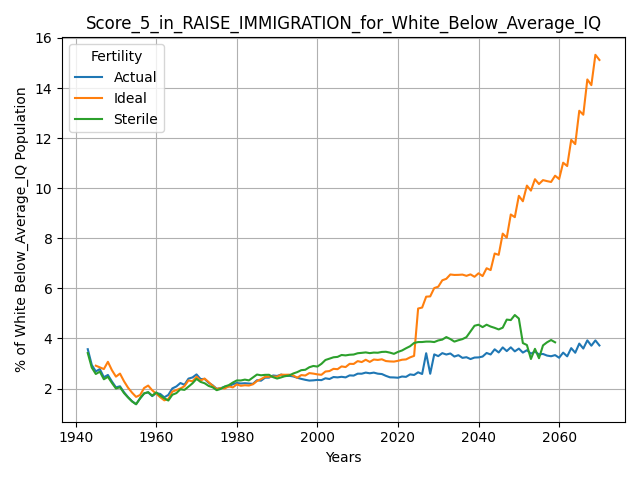 Score_5_in_RAISE_IMMIGRATION_for_White_Below_Average_IQ
% of White Below_Average_IQ Population
16
14
12
10
8
6
4
2
Fertility
Actual
Ideal
Sterile
1940 1960 1980 2000 2020 2040 2060
Years